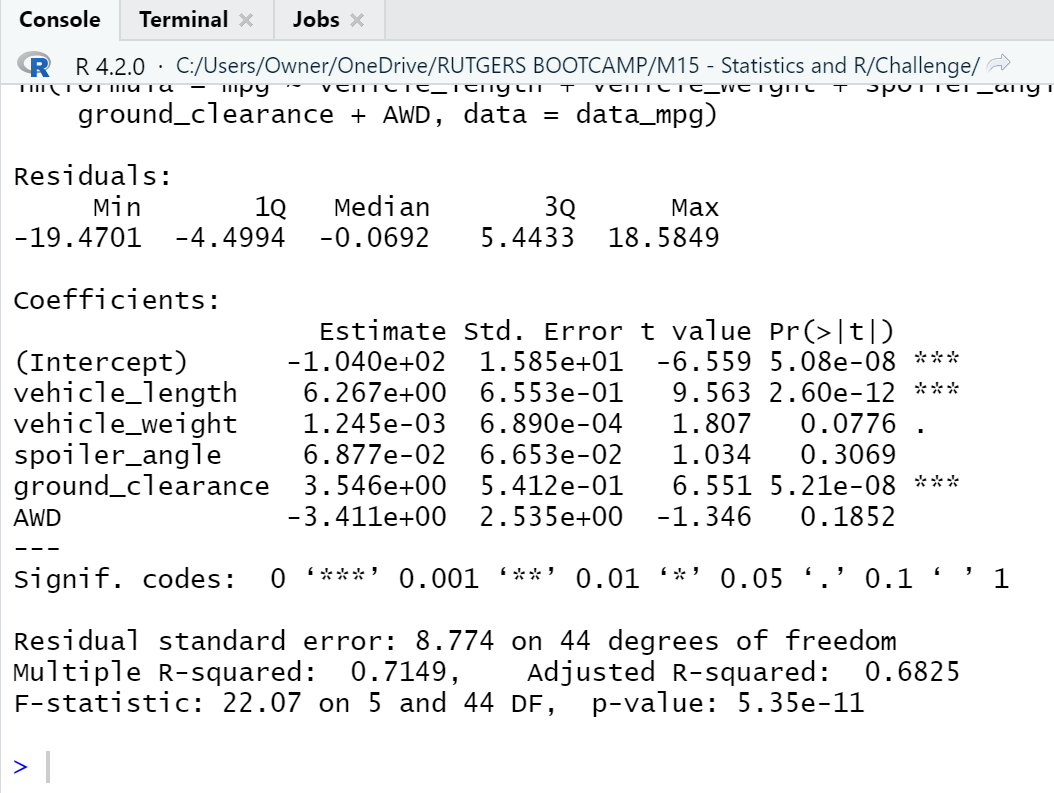 Console Terminal Jobs
R R 4.2.0 · C:/Users/Owner/OneDrive/RUTGERS BOOTCAMP/M15 - Statistics and R/Challenge/
lm(formula = mpg ~ vehicle_length + vehicle_weight + spoiler_angl
    ground_clearance + AWD, data = data_mpg)
Residuals:
     Min       1Q   Median       3Q      Max
-19.4701  -4.4994  -0.0692   5.4433  18.5849
Coefficients:
                   Estimate Std. Error t value Pr(>|t|)
(Intercept)      -1.040e+02  1.585e+01  -6.559 5.08e-08 ***
vehicle_length    6.267e+00  6.553e-01   9.563 2.60e-12 ***
vehicle_weight    1.245e-03  6.890e-04   1.807   0.0776 .
spoiler_angle     6.877e-02  6.653e-02   1.034   0.3069
ground_clearance  3.546e+00  5.412e-01   6.551 5.21e-08 ***
AWD              -3.411e+00  2.535e+00  -1.346   0.1852
---
Signif. codes:  0 ‘***’ 0.001 ‘**’ 0.01 ‘*’ 0.05 ‘.’ 0.1 ‘ ’ 1
Residual standard error: 8.774 on 44 degrees of freedom
Multiple R-squared:  0.7149,    Adjusted R-squared:  0.6825
F-statistic: 22.07 on 5 and 44 DF,  p-value: 5.35e-11
>